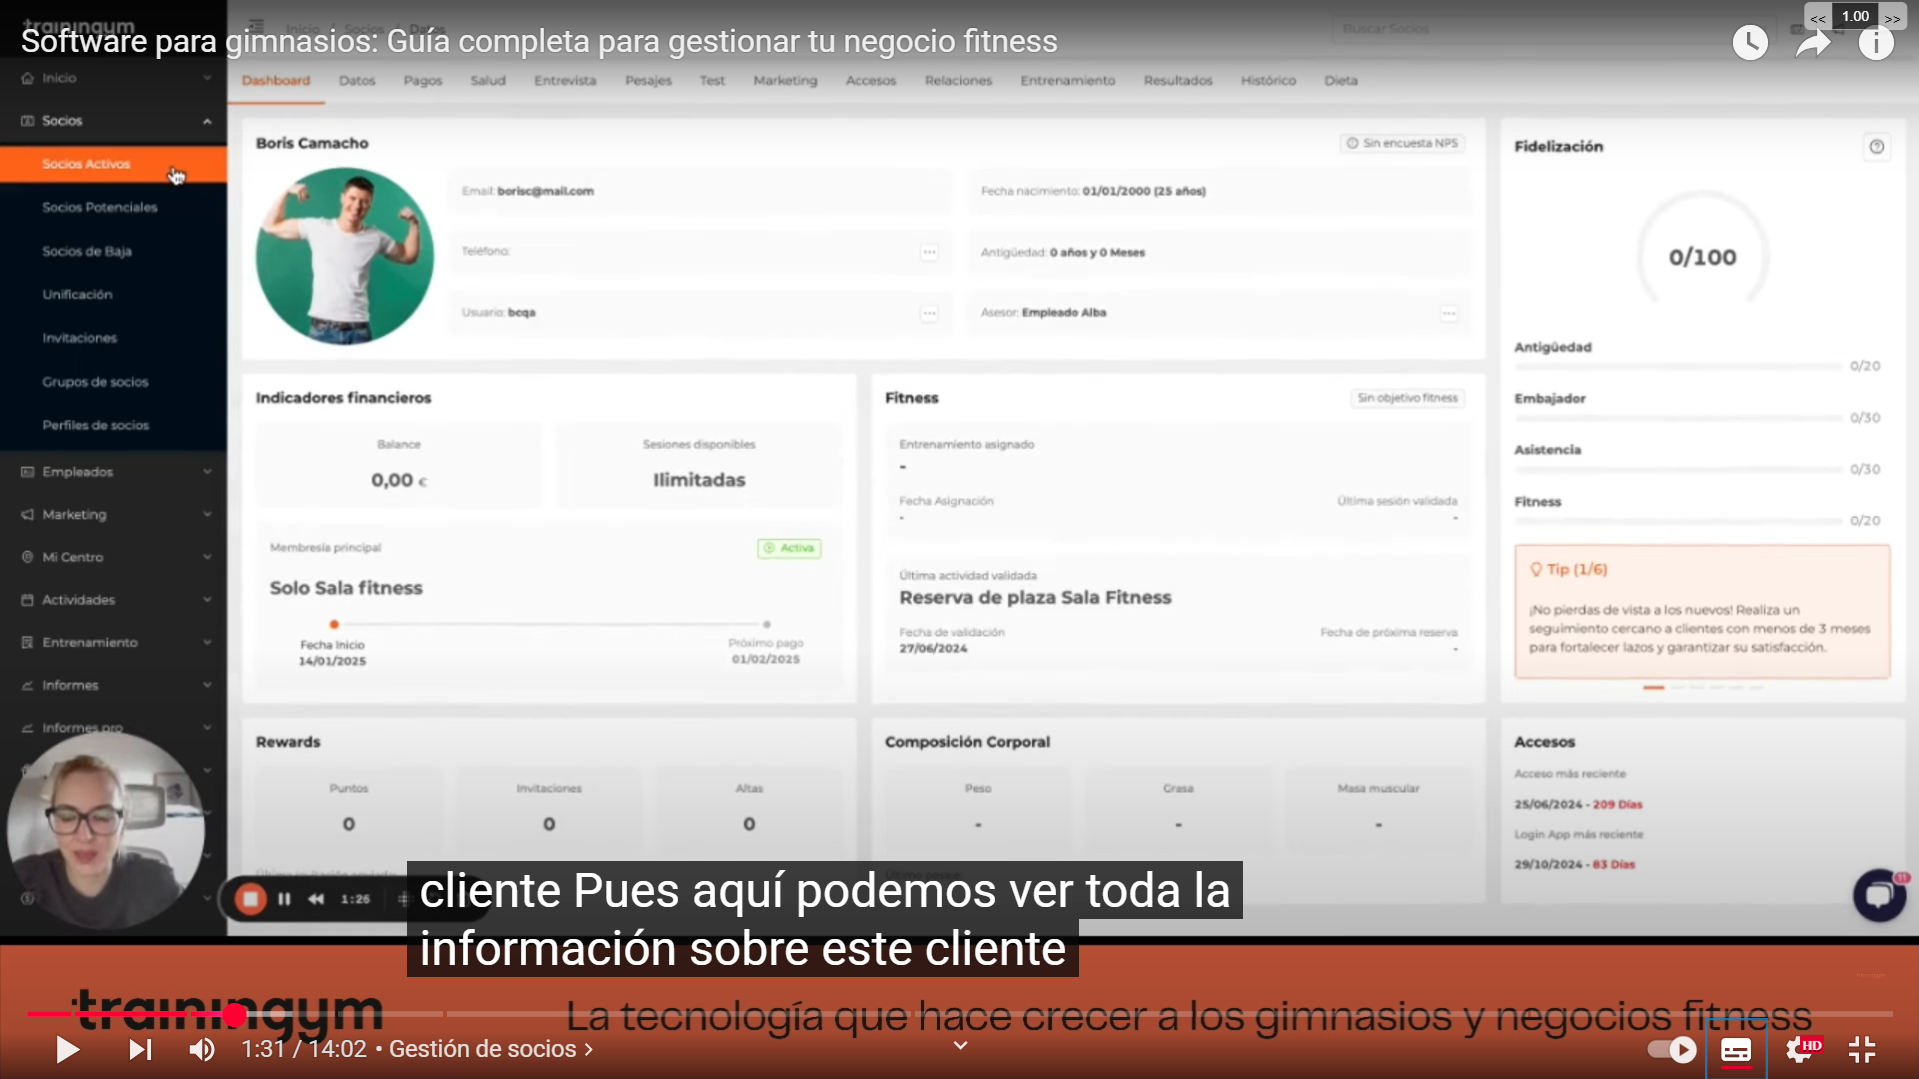 trainingym
Inicio / Socios / Datos
Buscar Socios
<< 1.00 >>
Software para gimnasios: Guía completa para gestionar tu negocio fitness
Inicio
Socios
Socios Activos
Socios Potenciales
Socios de Baja
Unificación
Invitaciones
Grupos de socios
Perfiles de socios
Empleados
Marketing
Mi Centro
Actividades
Entrenamiento
Informes
Informes pro
Dashboard Datos Pagos Salud Entrevista Pesajes Test Marketing Accesos Relaciones Entrenamiento Resultados Histórico Dieta
Boris Camacho
Sin encuesta NPS
Email: borisc@mail.com
Fecha nacimiento: 01/01/2000 (25 años)
Teléfono:
Antigüedad: 0 años y 0 Meses
Usuario: bcqa
Asesor: Empleado Alba
Fidelización
0/100
Antigüedad
0/20
Embajador
0/30
Asistencia
0/30
Fitness
0/20
Tip (1/6)
¡No pierdas de vista a los nuevos! Realiza un
seguimiento cercano a clientes con menos de 3 meses
para fortalecer lazos y garantizar su satisfacción.
Indicadores financieros
Balance
0,00 €
Sesiones disponibles
Ilimitadas
Membresía principal
Activa
Solo Sala fitness
Fecha Inicio
14/01/2025
Próximo pago
01/02/2025
Fitness
Sin objetivo fitness
Entrenamiento asignado
-
Fecha Asignación
-
Última sesión validada
-
Última actividad validada
Reserva de plaza Sala Fitness
Fecha de validación
27/06/2024
Fecha de próxima reserva
-
Rewards
Puntos
0
Invitaciones
0
Altas
0
Composición Corporal
Peso
-
Grasa
-
Masa muscular
-
Accesos
Acceso más reciente
25/06/2024 - 209 Días
Login App más reciente
29/10/2024 - 83 Días
11
1:26
cliente Pues aquí podemos ver toda la
información sobre este cliente
trainingym
La tecnología que hace crecer a los gimnasios y negocios fitness
1:31 / 14:02 • Gestión de socios >
HD